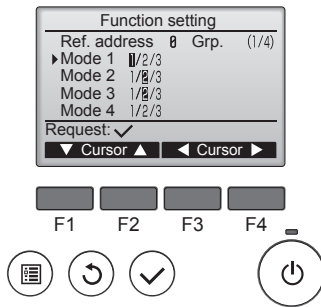 Function setting
Ref. address 0 Grp. (1/4)
Mode 1 1/2/3
Mode 2 1/2/3
Mode 3 1/2/3
Mode 4 1/2/3
Request:✓
▼ Cursor ▲ ◀ Cursor ▶
F1 F2 F3 F4